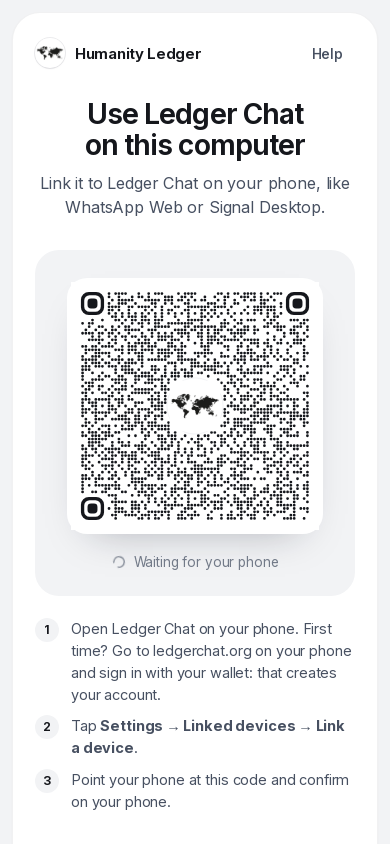 Humanity Ledger
Help
Use Ledger Chat
on this computer
Link it to Ledger Chat on your phone, like
WhatsApp Web or Signal Desktop.
Waiting for your phone
1 Open Ledger Chat on your phone. First
time? Go to ledgerchat.org on your phone
and sign in with your wallet: that creates
your account.
2 Tap Settings → Linked devices → Link
a device.
3 Point your phone at this code and confirm
on your phone.